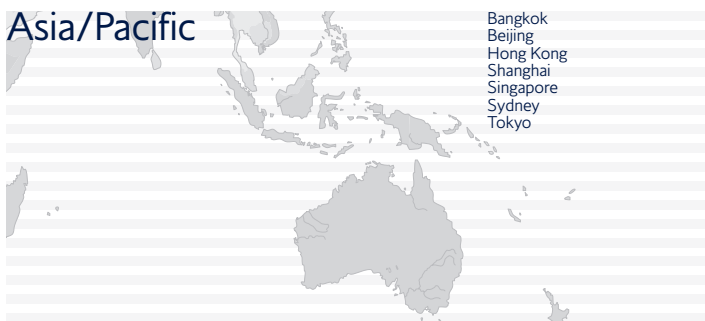 Asia/Pacific
Bangkok
Beijing
Hong Kong
Shanghai
Singapore
Sydney
Tokyo